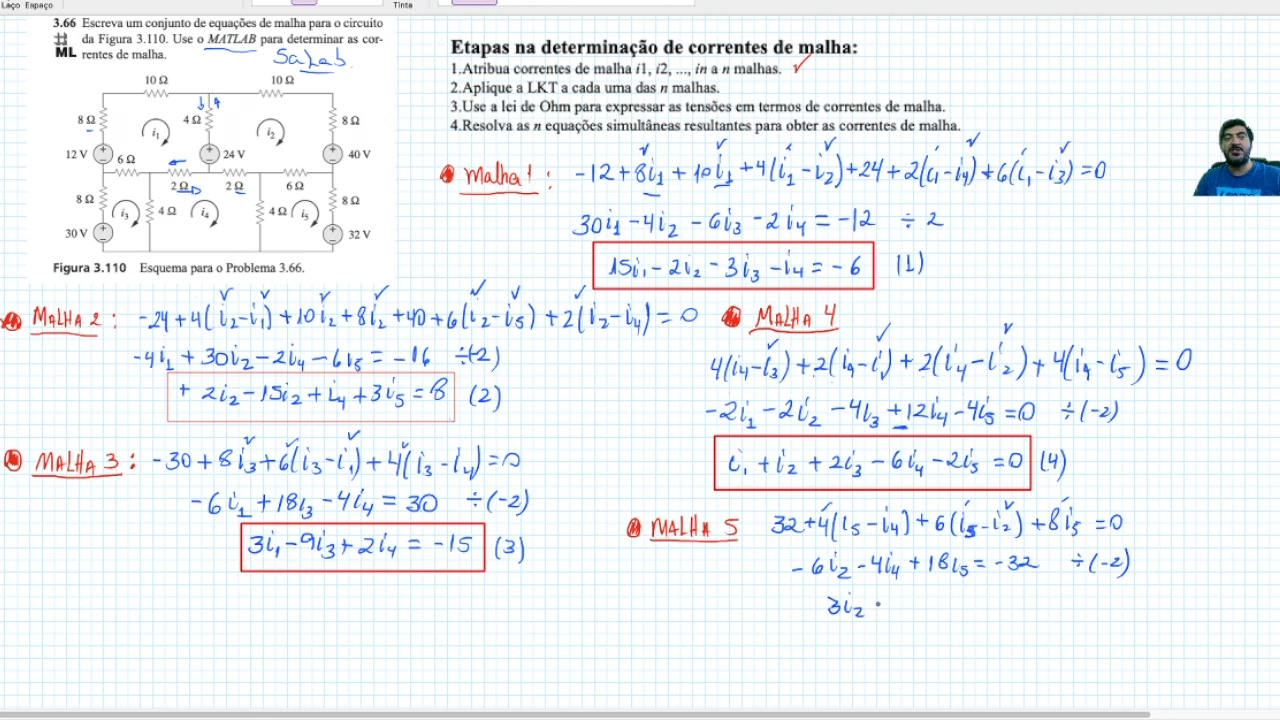 Laço Espaço
Tinta
3.66 Escreva um conjunto de equações de malha para o circuito
da Figura 3.110. Use o MATLAB para determinar as cor-
ML rentes de malha.
10 Ω 10 Ω
8 Ω 4 Ω 8 Ω
i1 i2
12 V 24 V 40 V
6 Ω
2 Ω 2 Ω 6 Ω
8 Ω 4 Ω 4 Ω 8 Ω
i3 i4 i5
30 V 32 V
Figura 3.110 Esquema para o Problema 3.66.
Etapas na determinação de correntes de malha:
1.Atribua correntes de malha i1, i2, ..., in a n malhas. ✓
2.Aplique a LKT a cada uma das n malhas.
3.Use a lei de Ohm para expressar as tensões em termos de correntes de malha.
4.Resolva as n equações simultâneas resultantes para obter as correntes de malha.
Malha 1: -12+8i1+10i1+4(i1-i2)+24+2(i1-i4)+6(i1-i3)=0
30i1-4i2-6i3-2i4=-12 ÷2
15i1-2i2-3i3-i4=-6 (1)
MALHA 2: -24+4(i2-i1)+10i2+8i2+40+6(i2-i5)+2(i2-i4)=0
-4i1+30i2-2i4-6i5=-16 ÷(-2)
+2i2-15i2+i4+3i5=8 (2)
MALHA 3: -30+8i3+6(i3-i1)+4(i3-i4)=0
-6i1+18i3-4i4=30 ÷(-2)
3i1-9i3+2i4=-15 (3)
MALHA 4
4(i4-i3)+2(i4-i1)+2(i4-i2)+4(i4-i5)=0
-2i1-2i2-4i3+12i4-4i5=0 ÷(-2)
i1+i2+2i3-6i4-2i5=0 (4)
MALHA 5 32+4(i5-i4)+6(i5-i2)+8i5=0
-6i2-4i4+18i5=-32 ÷(-2)
3i2